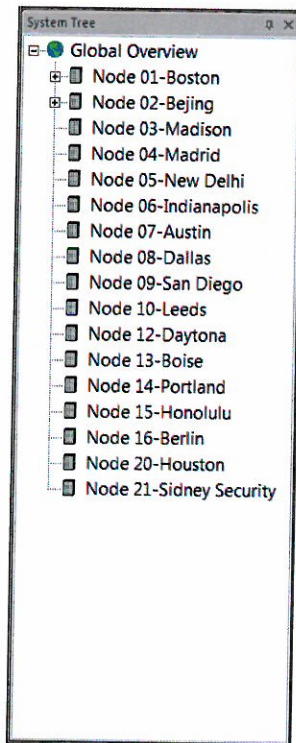 System Tree
Global Overview
Node 01-Boston
Node 02-Bejing
Node 03-Madison
Node 04-Madrid
Node 05-New Delhi
Node 06-Indianapolis
Node 07-Austin
Node 08-Dallas
Node 09-San Diego
Node 10-Leeds
Node 12-Daytona
Node 13-Boise
Node 14-Portland
Node 15-Honolulu
Node 16-Berlin
Node 20-Houston
Node 21-Sidney Security